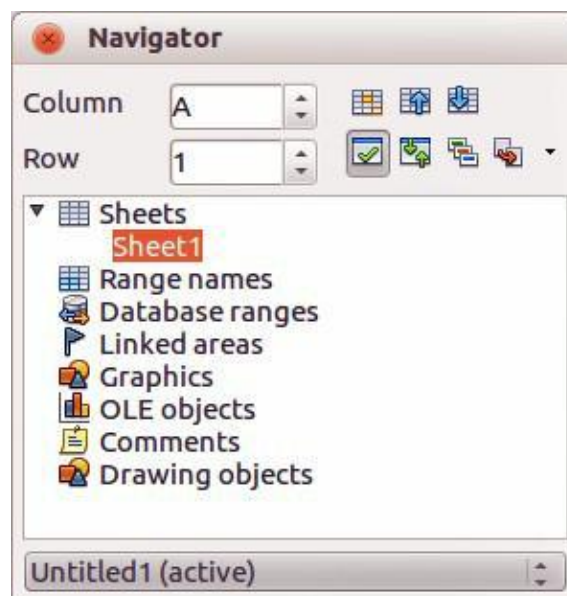 Navigator
Column A
Row 1
Sheets
Sheet1
Range names
Database ranges
Linked areas
Graphics
OLE objects
Comments
Drawing objects
Untitled1 (active)